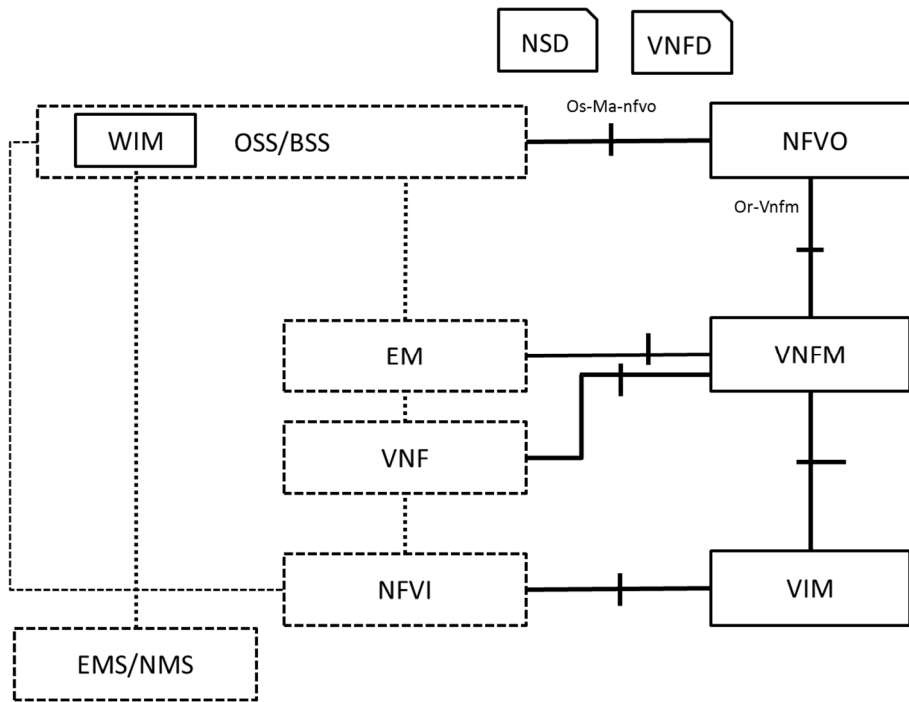 NSD
VNFD
Os-Ma-nfvo
WIM
OSS/BSS
NFVO
Or-Vnfm
EM
VNFM
VNF
NFVI
VIM
EMS/NMS